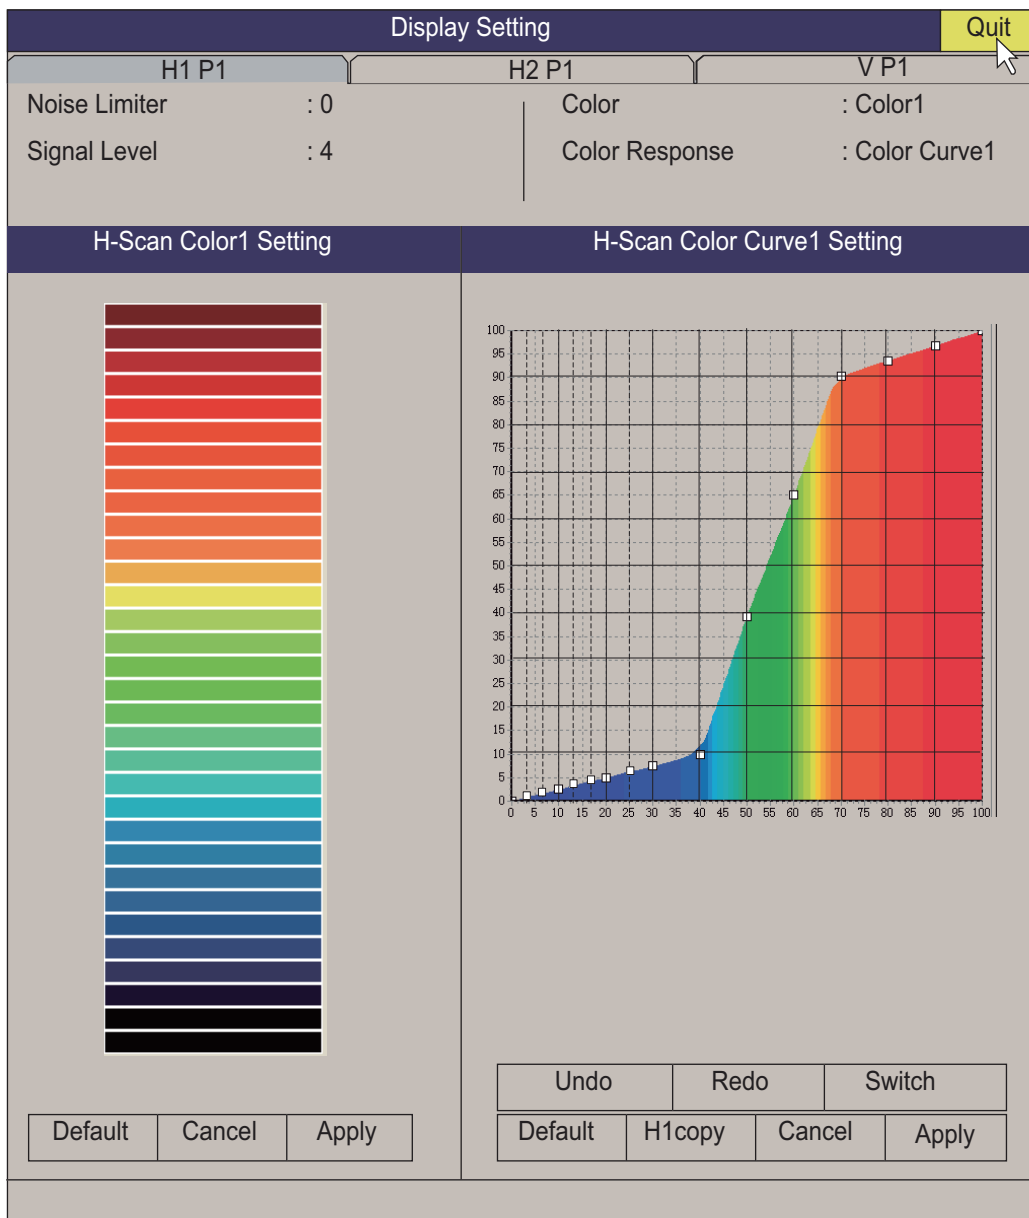 Display Setting
Quit
H1 P1
H2 P1
V P1
Noise Limiter : 0
Color : Color1
Signal Level : 4
Color Response : Color Curve1
H-Scan Color1 Setting
H-Scan Color Curve1 Setting
100
95
90
85
80
75
70
65
60
55
50
45
40
35
30
25
20
15
10
5
0
0 5 10 15 20 25 30 35 40 45 50 55 60 65 70 75 80 85 90 95 100
Undo Redo Switch
Default Cancel Apply
Default H1copy Cancel Apply